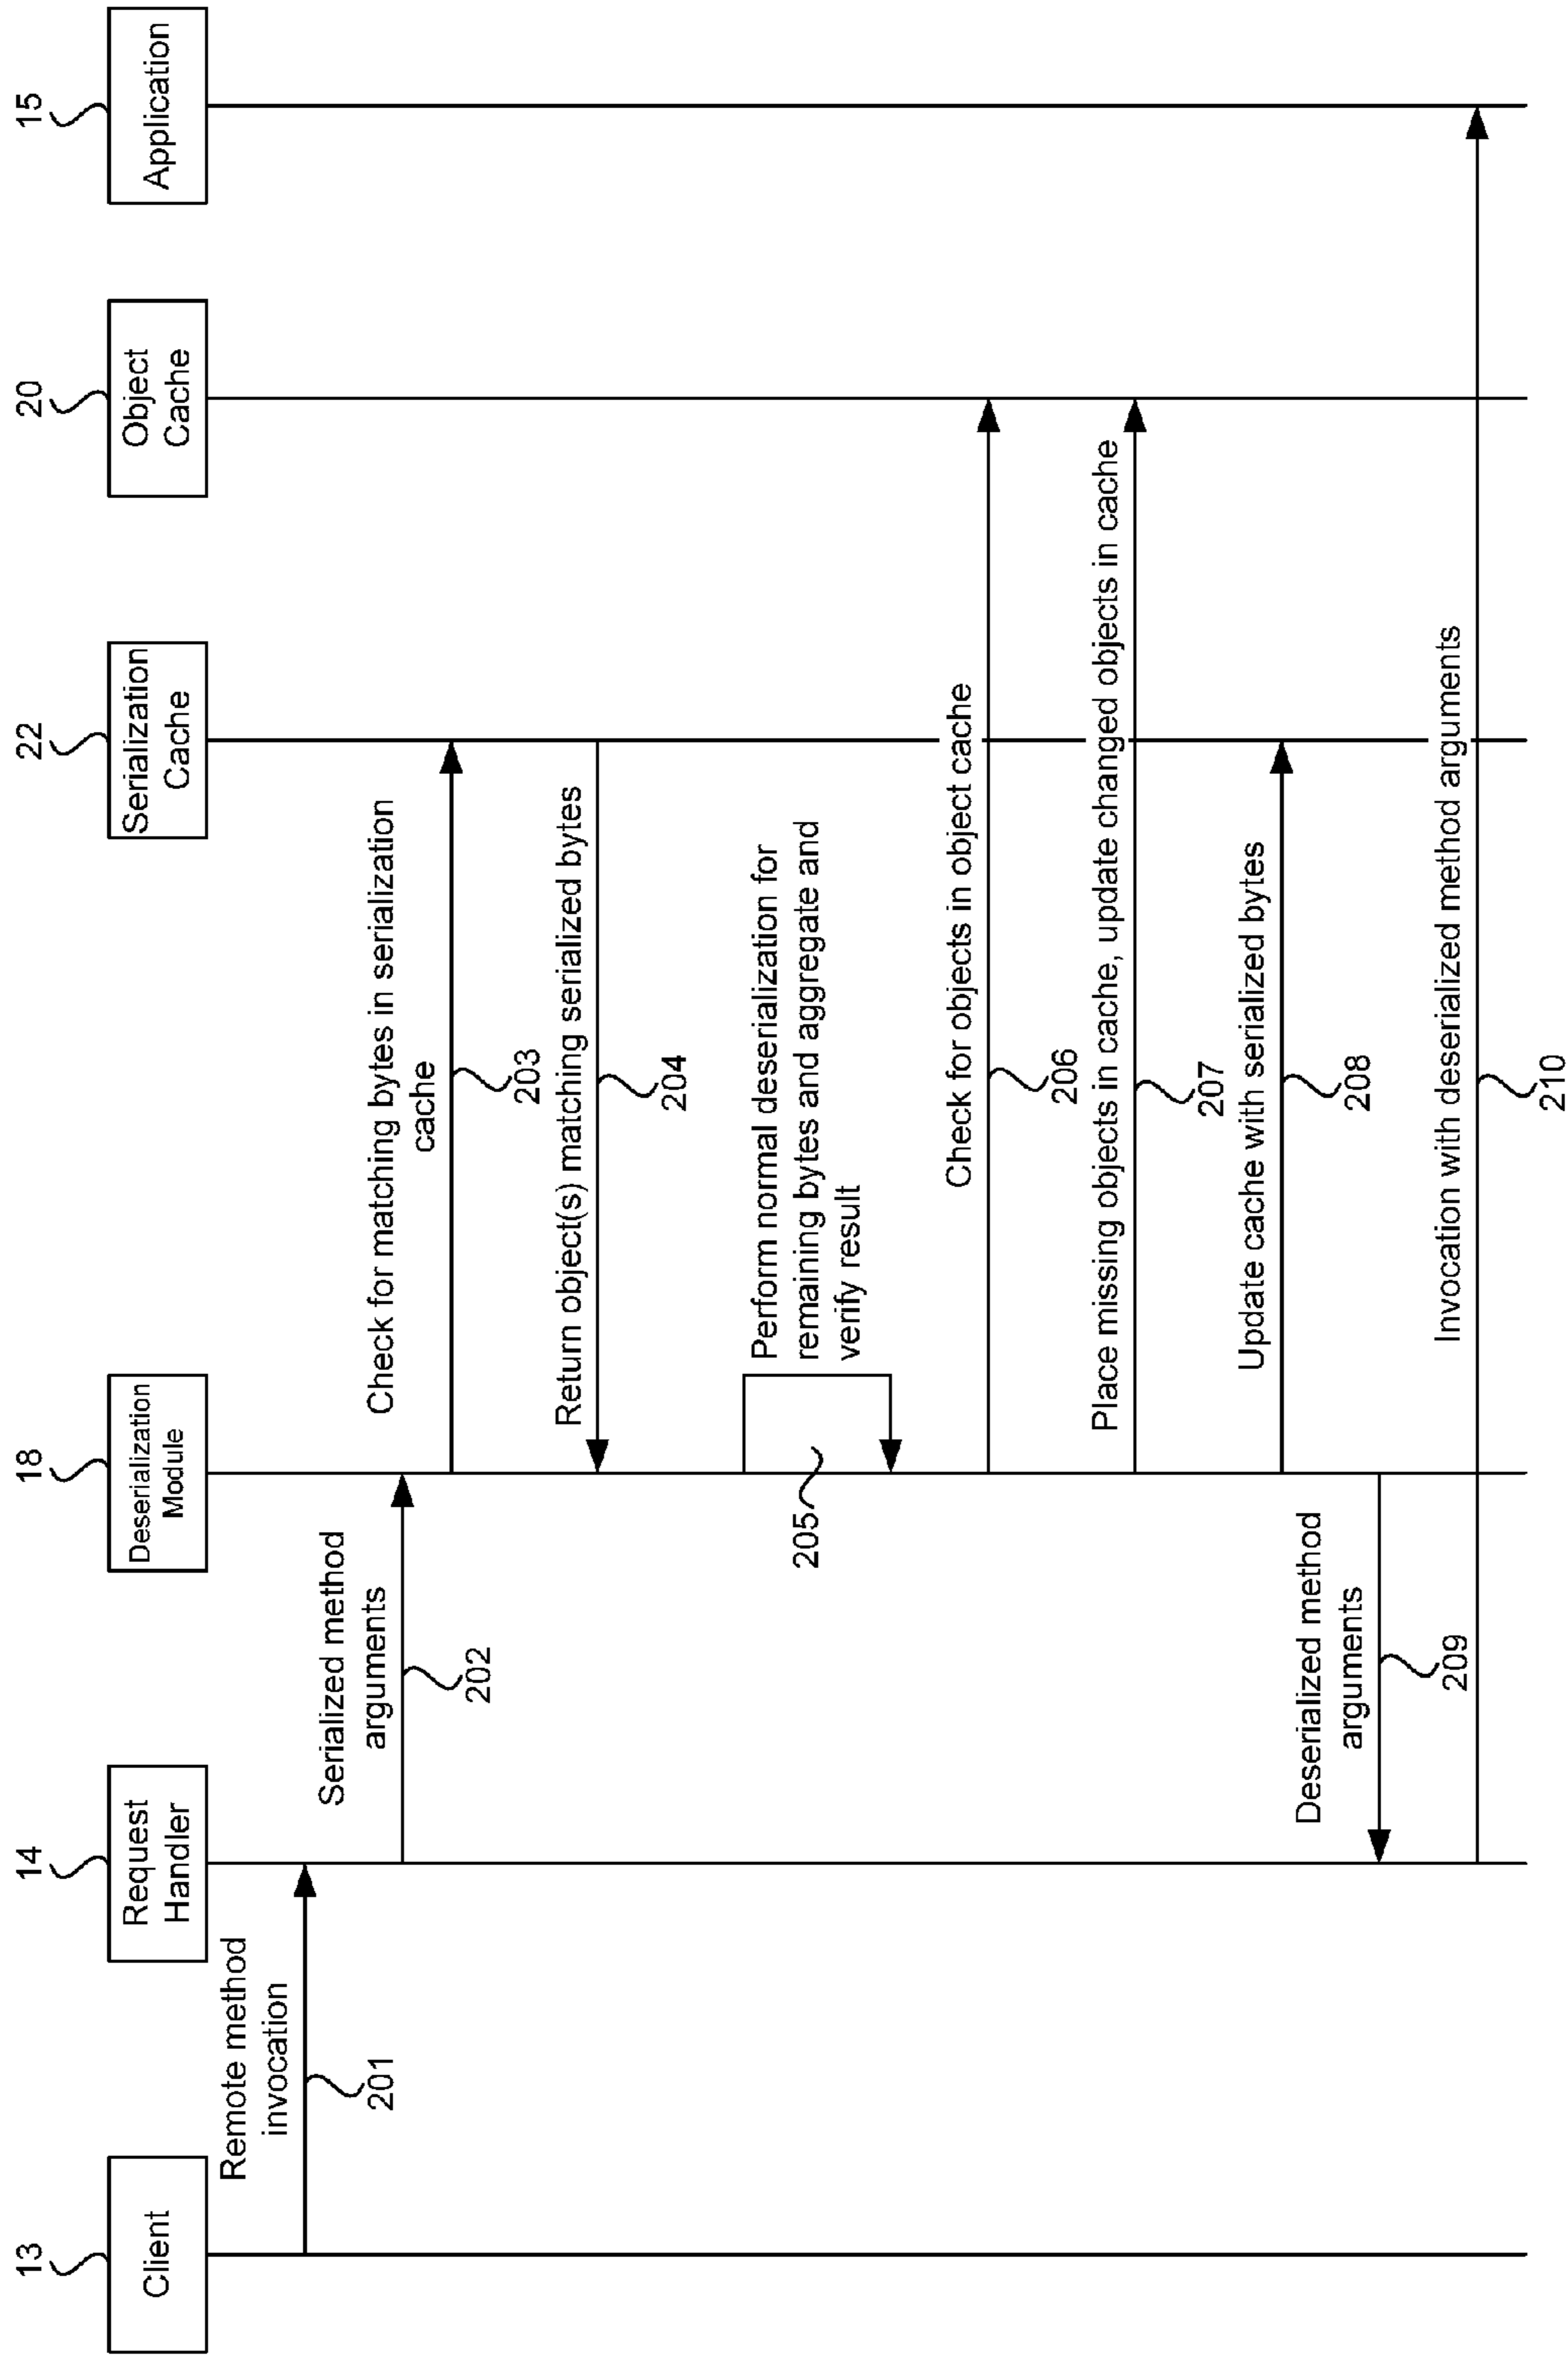 13
14
18
22
20
15
Client
Request
Handler
Deserialization
Module
Serialization
Cache
Object
Cache
Application
Remote method
invocation
201
Serialized method
arguments
202
Check for matching bytes in serialization
cache
203
Return object(s) matching serialized bytes
204
Perform normal deserialization for
remaining bytes and aggregate and
verify result
205
Check for objects in object cache
206
Place missing objects in cache, update changed objects in cache
207
Update cache with serialized bytes
208
Deserialized method
arguments
209
Invocation with deserialized method arguments
210